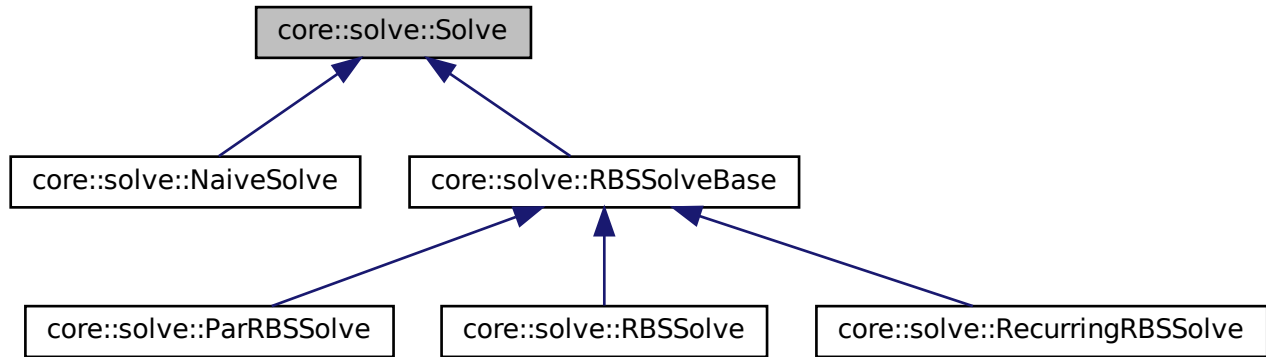 core::solve::Solve
core::solve::NaiveSolve
core::solve::RBSSolveBase
core::solve::ParRBSSolve
core::solve::RBSSolve
core::solve::RecurringRBSSolve